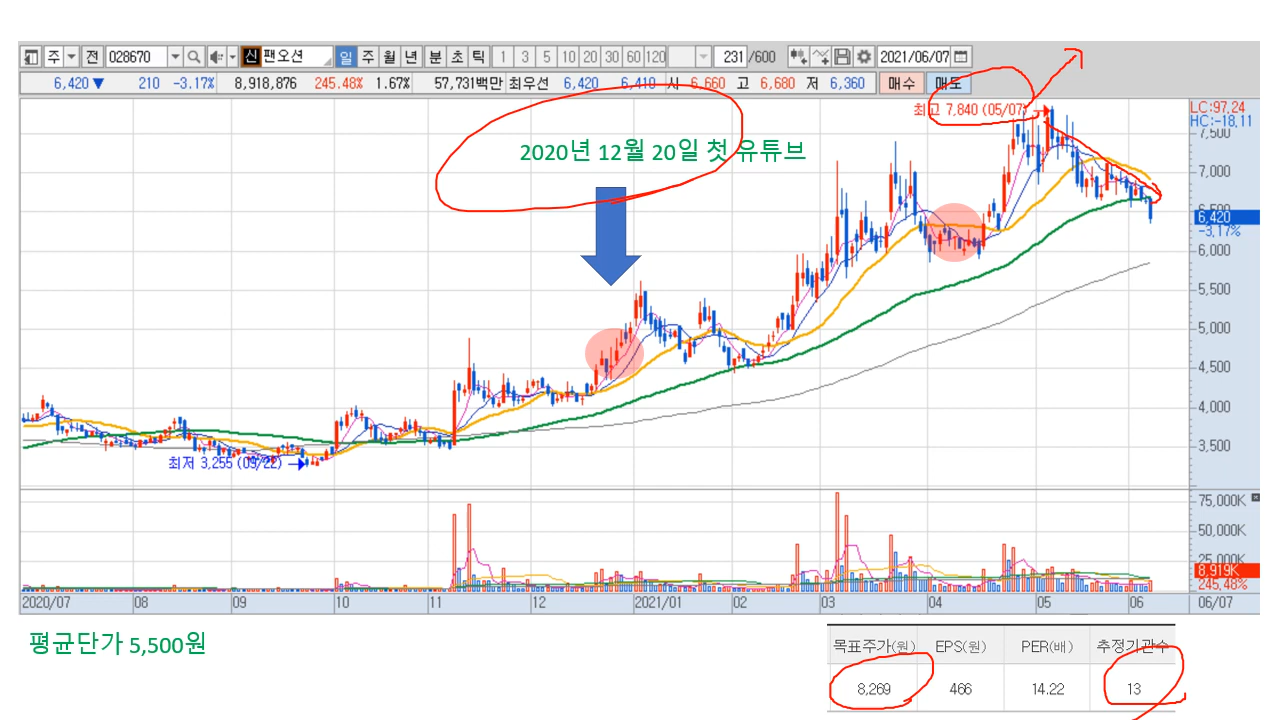 주 전 028670 신 팬오션 일 주 월 년 분 초 틱 1 3 5 10 20 30 60 120 231 /600 2021/06/07
6,420 ▼ 210 -3.17% 8,918,876 245.48% 1.67% 57,731백만 최우선 6,420 6,410 시 6,660 고 6,680 저 6,360 매수 매도
최고 7,840 (05/07)
LC:97.24
HC:-18.11
7,500
2020년 12월 20일 첫 유튜브
7,000
6,500
6,420
-3.17%
6,000
5,500
5,000
4,500
4,000
3,500
최저 3,255 (09/22)
75,000K
50,000K
25,000K
8,919K
245.48%
2020/07 08 09 10 11 12 2021/01 02 03 04 05 06 06/07
평균단가 5,500원
목표주가(원) EPS(원) PER(배) 추정기관수
8,269 466 14.22 13